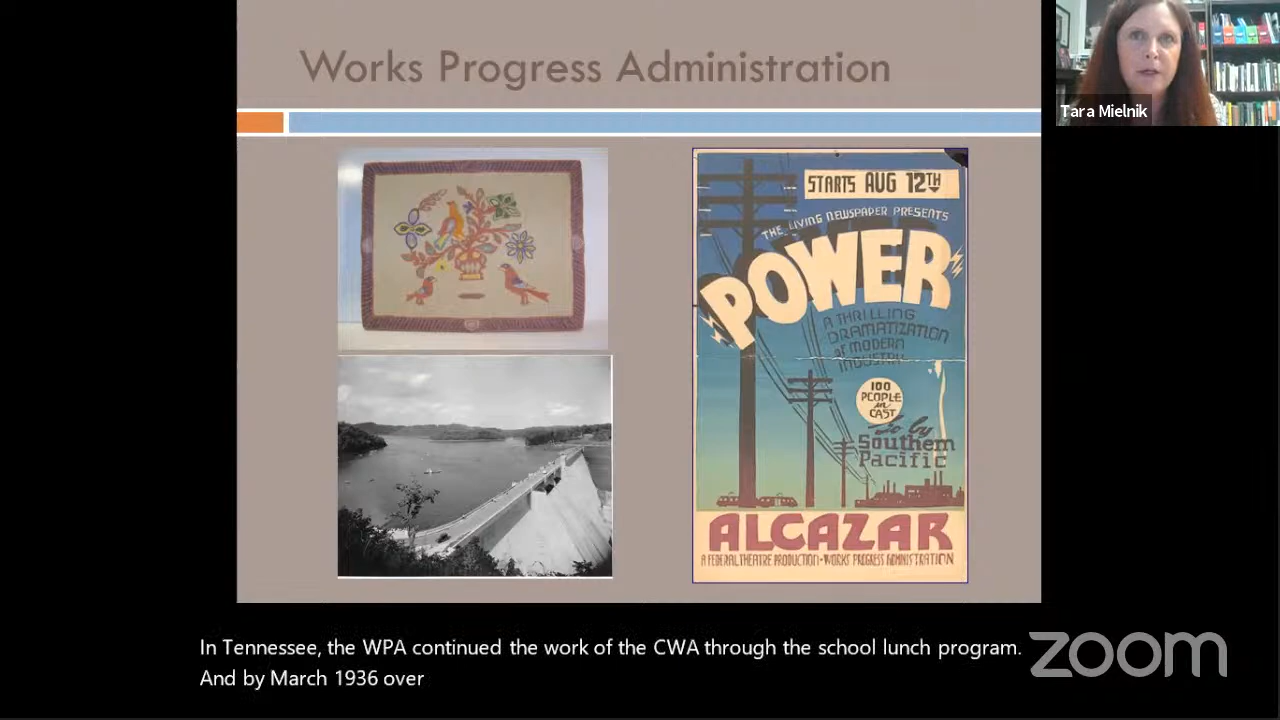 Works Progress Administration
Tara Mielnik
STARTS AUG 12TH
THE LIVING NEWSPAPER PRESENTS
POWER
A THRILLING
DRAMATIZATION
of MODERN
INDUSTRY
100
PEOPLE
in
CAST
Go by
Southern
Pacific
ALCAZAR
A FEDERAL THEATRE PRODUCTION • WORKS PROGRESS ADMINISTRATION
In Tennessee, the WPA continued the work of the CWA through the school lunch program.
And by March 1936 over
zoom